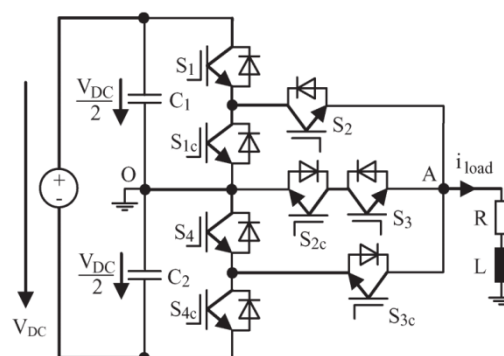 S1
VDC
2
C1
S2
S1c
O
A
iload
S4
S2c
S3
R
VDC
2
C2
L
S4c
S3c
VDC
+
-